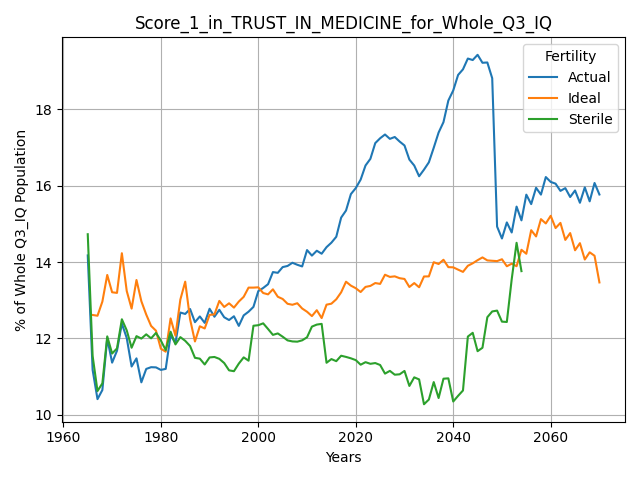 Score_1_in_TRUST_IN_MEDICINE_for_Whole_Q3_IQ
Fertility
Actual
Ideal
Sterile
% of Whole Q3_IQ Population
18
16
14
12
10
1960
1980
2000
2020
2040
2060
Years